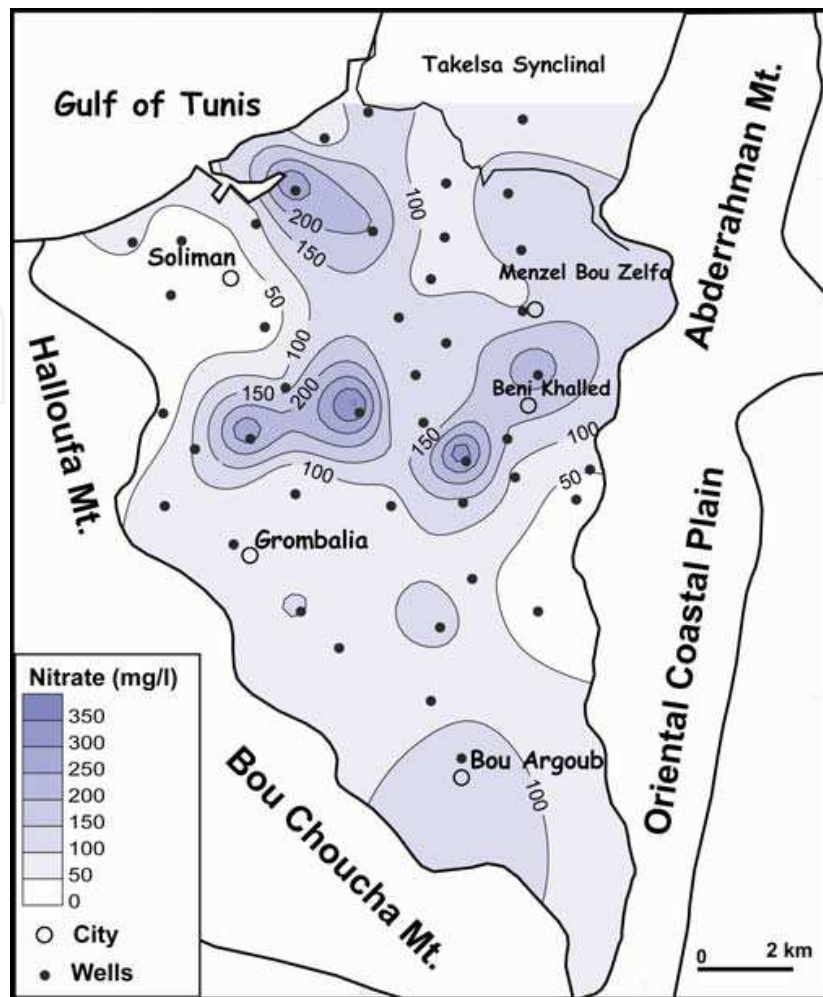 Takelsa Synclinal
Gulf of Tunis
Abderrahman Mt.
100
200
150
Soliman
Menzel Bou Zelfa
50
100
Halloufa Mt.
150
200
Beni Khalled
150
100
100
50
Grombalia
Oriental Coastal Plain
Nitrate (mg/l)
350
300
250
200
150
100
50
0
City
Wells
Bou Argoub
100
Bou Choucha Mt.
0 2 km